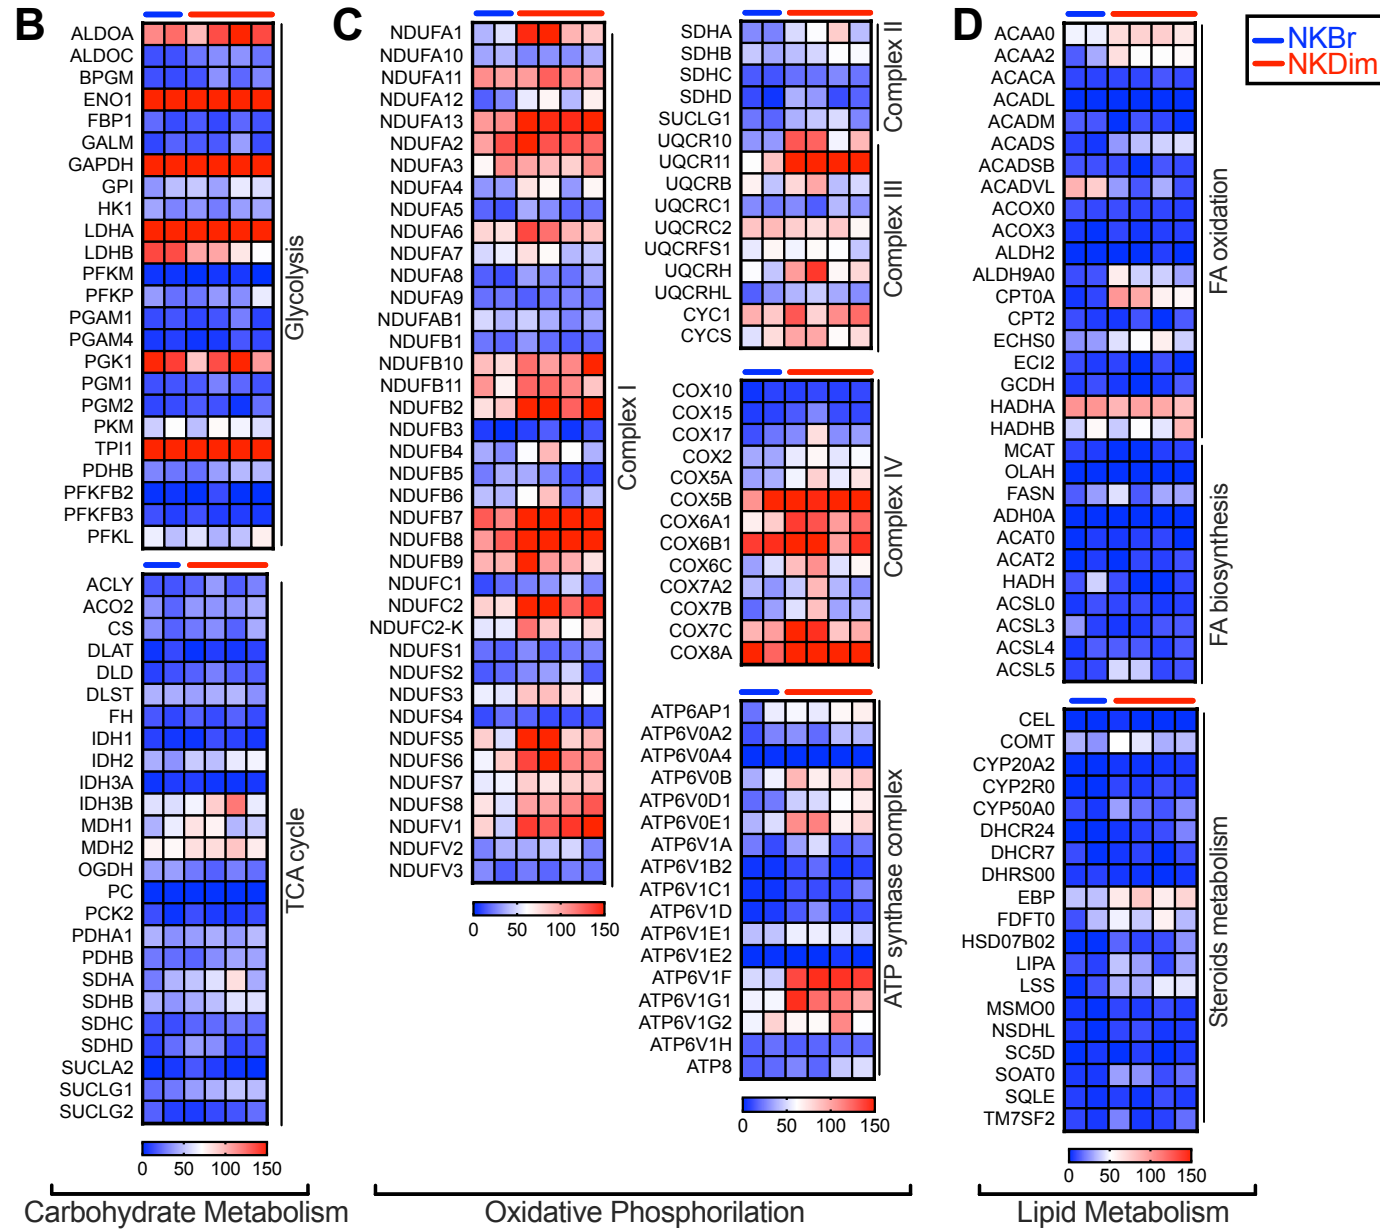 B
ALDOA
ALDOC
BPGM
ENO1
FBP1
GALM
GAPDH
GPI
HK1
LDHA
LDHB
PFKM
PFKP
PGAM1
PGAM4
PGK1
PGM1
PGM2
PKM
TPI1
PDHB
PFKFB2
PFKFB3
PFKL
Glycolysis
ACLY
ACO2
CS
DLAT
DLD
DLST
FH
IDH1
IDH2
IDH3A
IDH3B
MDH1
MDH2
OGDH
PC
PCK2
PDHA1
PDHB
SDHA
SDHB
SDHC
SDHD
SUCLA2
SUCLG1
SUCLG2
TCA cycle
0 50 100 150
Carbohydrate Metabolism
C
NDUFA1
NDUFA10
NDUFA11
NDUFA12
NDUFA13
NDUFA2
NDUFA3
NDUFA4
NDUFA5
NDUFA6
NDUFA7
NDUFA8
NDUFA9
NDUFAB1
NDUFB1
NDUFB10
NDUFB11
NDUFB2
NDUFB3
NDUFB4
NDUFB5
NDUFB6
NDUFB7
NDUFB8
NDUFB9
NDUFC1
NDUFC2
NDUFC2-K
NDUFS1
NDUFS2
NDUFS3
NDUFS4
NDUFS5
NDUFS6
NDUFS7
NDUFS8
NDUFV1
NDUFV2
NDUFV3
Complex I
0 50 100 150
SDHA
SDHB
SDHC
SDHD
SUCLG1
UQCR10
UQCR11
UQCRB
UQCRC1
UQCRC2
UQCRFS1
UQCRH
UQCRHL
CYC1
CYCS
Complex II
Complex III
COX10
COX15
COX17
COX2
COX5A
COX5B
COX6A1
COX6B1
COX6C
COX7A2
COX7B
COX7C
COX8A
Complex IV
ATP6AP1
ATP6V0A2
ATP6V0A4
ATP6V0B
ATP6V0D1
ATP6V0E1
ATP6V1A
ATP6V1B2
ATP6V1C1
ATP6V1D
ATP6V1E1
ATP6V1E2
ATP6V1F
ATP6V1G1
ATP6V1G2
ATP6V1H
ATP8
ATP synthase complex
0 50 100 150
Oxidative Phosphorilation
D
ACAA0
ACAA2
ACACA
ACADL
ACADM
ACADS
ACADSB
ACADVL
ACOX0
ACOX3
ALDH2
ALDH9A0
CPT0A
CPT2
ECHS0
ECI2
GCDH
HADHA
HADHB
MCAT
OLAH
FASN
ADH0A
ACAT0
ACAT2
HADH
ACSL0
ACSL3
ACSL4
ACSL5
FA oxidation
FA biosynthesis
CEL
COMT
CYP20A2
CYP2R0
CYP50A0
DHCR24
DHCR7
DHRS00
EBP
FDFT0
HSD07B02
LIPA
LSS
MSMO0
NSDHL
SC5D
SOAT0
SQLE
TM7SF2
Steroids metabolism
0 50 100 150
Lipid Metabolism
NKBr
NKDim